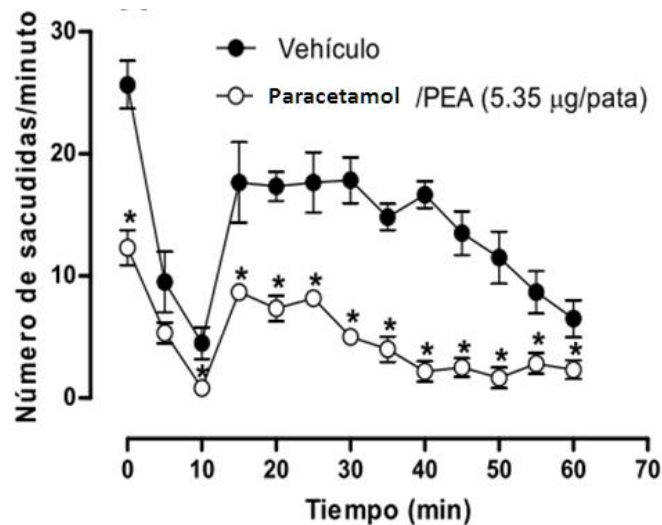 30
Vehículo
Paracetamol /PEA (5.35 µg/pata)
20
Número de sacudidas/minuto
*
* * *
10
* *
* * * * * *
0
0 10 20 30 40 50 60 70
Tiempo (min)